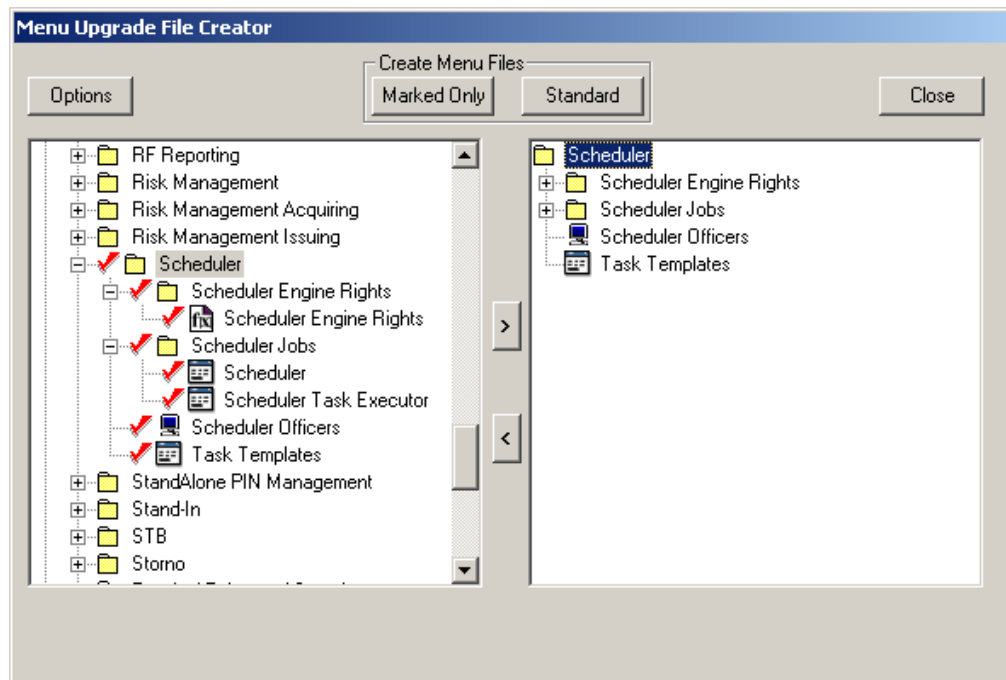 Menu Upgrade File Creator
Create Menu Files
Options
Marked Only
Standard
Close
RF Reporting
Risk Management
Risk Management Acquiring
Risk Management Issuing
Scheduler
Scheduler Engine Rights
Scheduler Engine Rights
Scheduler Jobs
Scheduler
Scheduler Task Executor
Scheduler Officers
Task Templates
StandAlone PIN Management
Stand-In
STB
Storno
>
<
Scheduler
Scheduler Engine Rights
Scheduler Jobs
Scheduler Officers
Task Templates